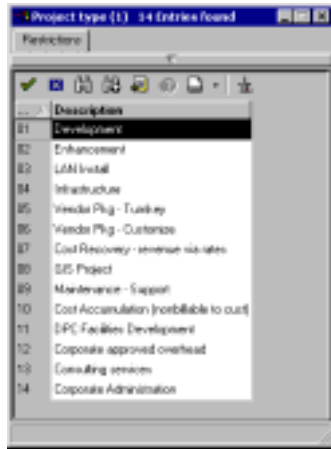 Project type (1) 14 Entries found
Restrictions
Description
01 Development
02 Enhancement
03 LAN Install
04 Infrastructure
05 Vendor Pkg - Turnkey
06 Vendor Pkg - Customize
07 Cost Recovery - revenue via rates
08 GIS Project
09 Maintenance - Support
10 Cost Accumulation (nonbillable to cust)
11 DPC Facilities Development
12 Corporate approved overhead
13 Consulting services
14 Corporate Administration